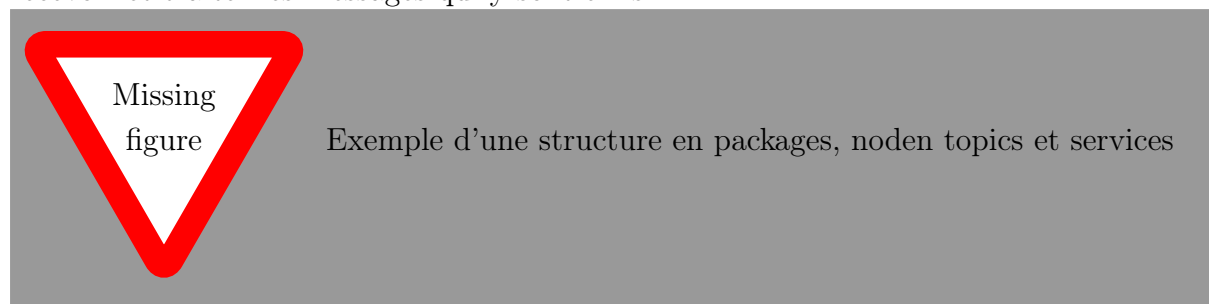 Missing
figure
Exemple d'une structure en packages, noden topics et services